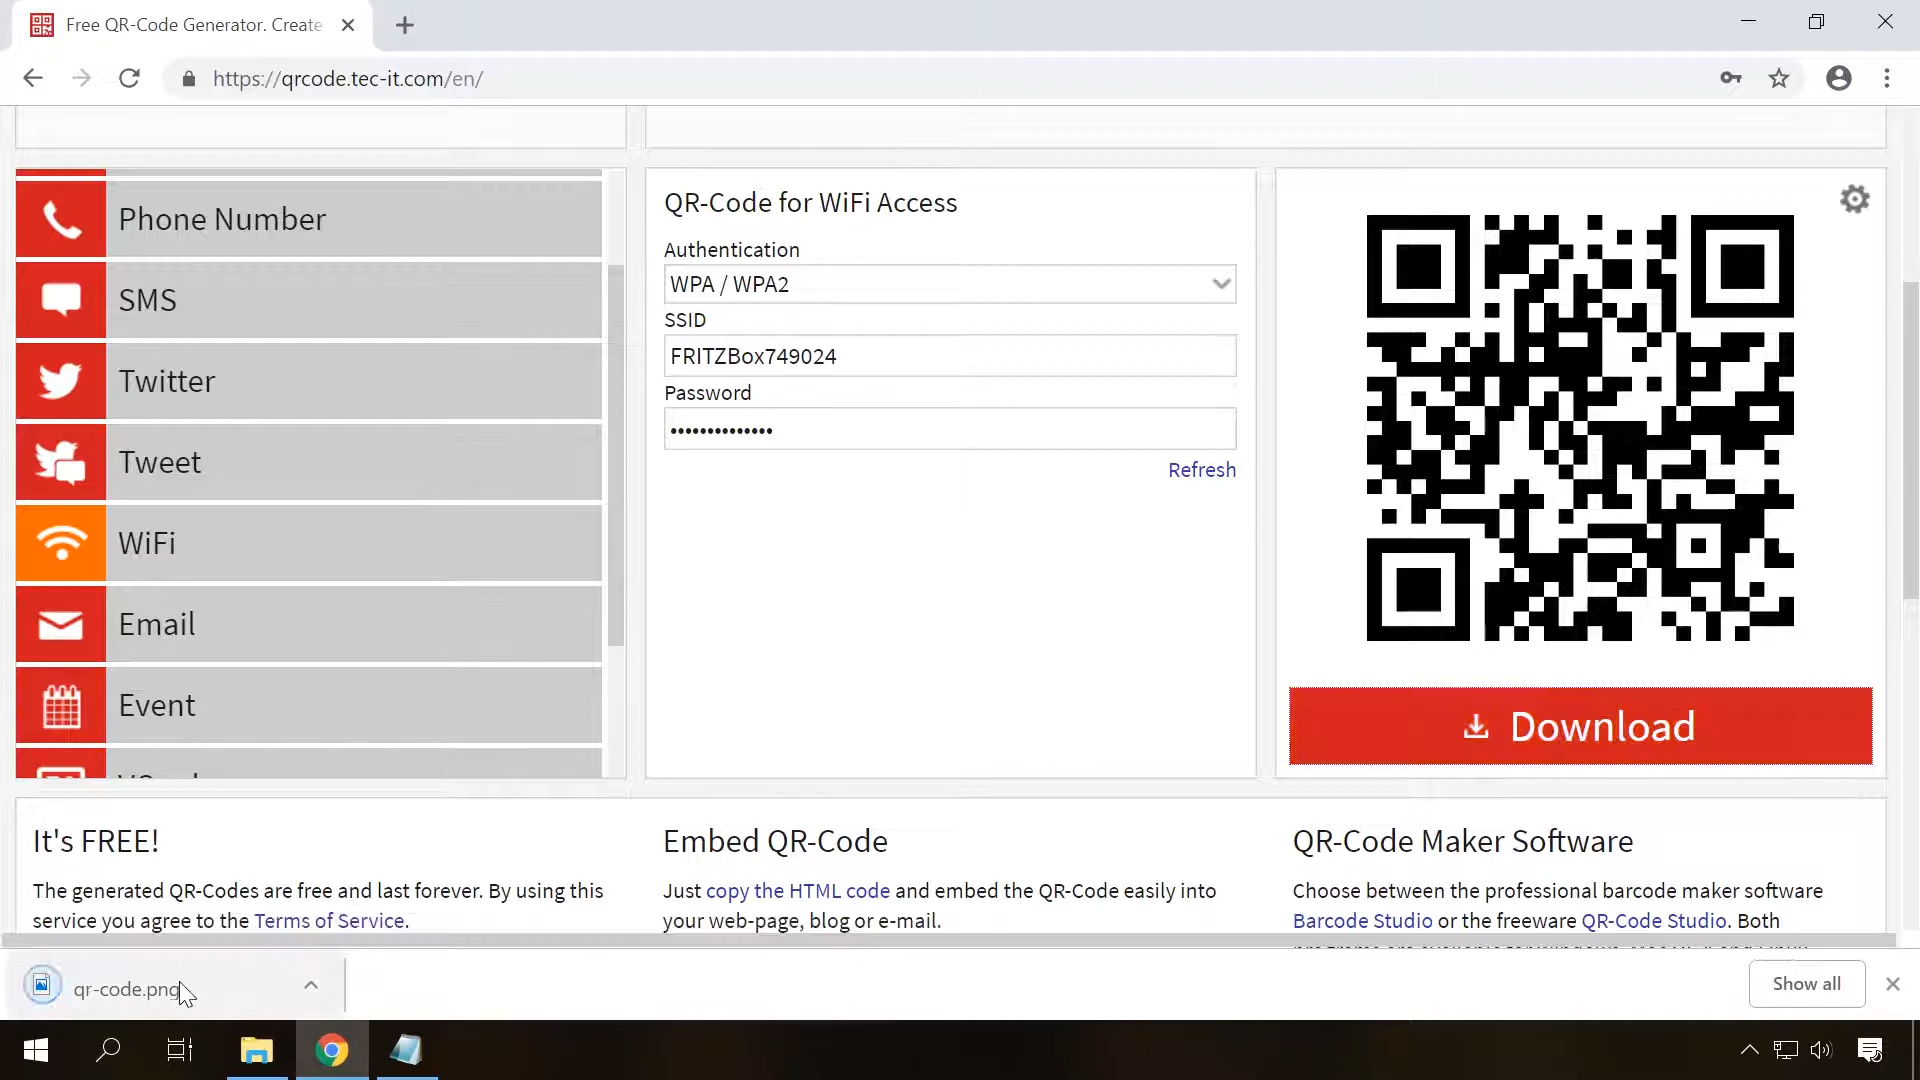 Free QR-Code Generator. Create
https://qrcode.tec-it.com/en/
Phone Number
SMS
Twitter
Tweet
WiFi
Email
Event
QR-Code for WiFi Access
Authentication
WPA / WPA2
SSID
FRITZBox749024
Password
••••••••••••••
Refresh
Download
It's FREE!
The generated QR-Codes are free and last forever. By using this
service you agree to the Terms of Service.
Embed QR-Code
Just copy the HTML code and embed the QR-Code easily into
your web-page, blog or e-mail.
QR-Code Maker Software
Choose between the professional barcode maker software
Barcode Studio or the freeware QR-Code Studio. Both
qr-code.png
Show all